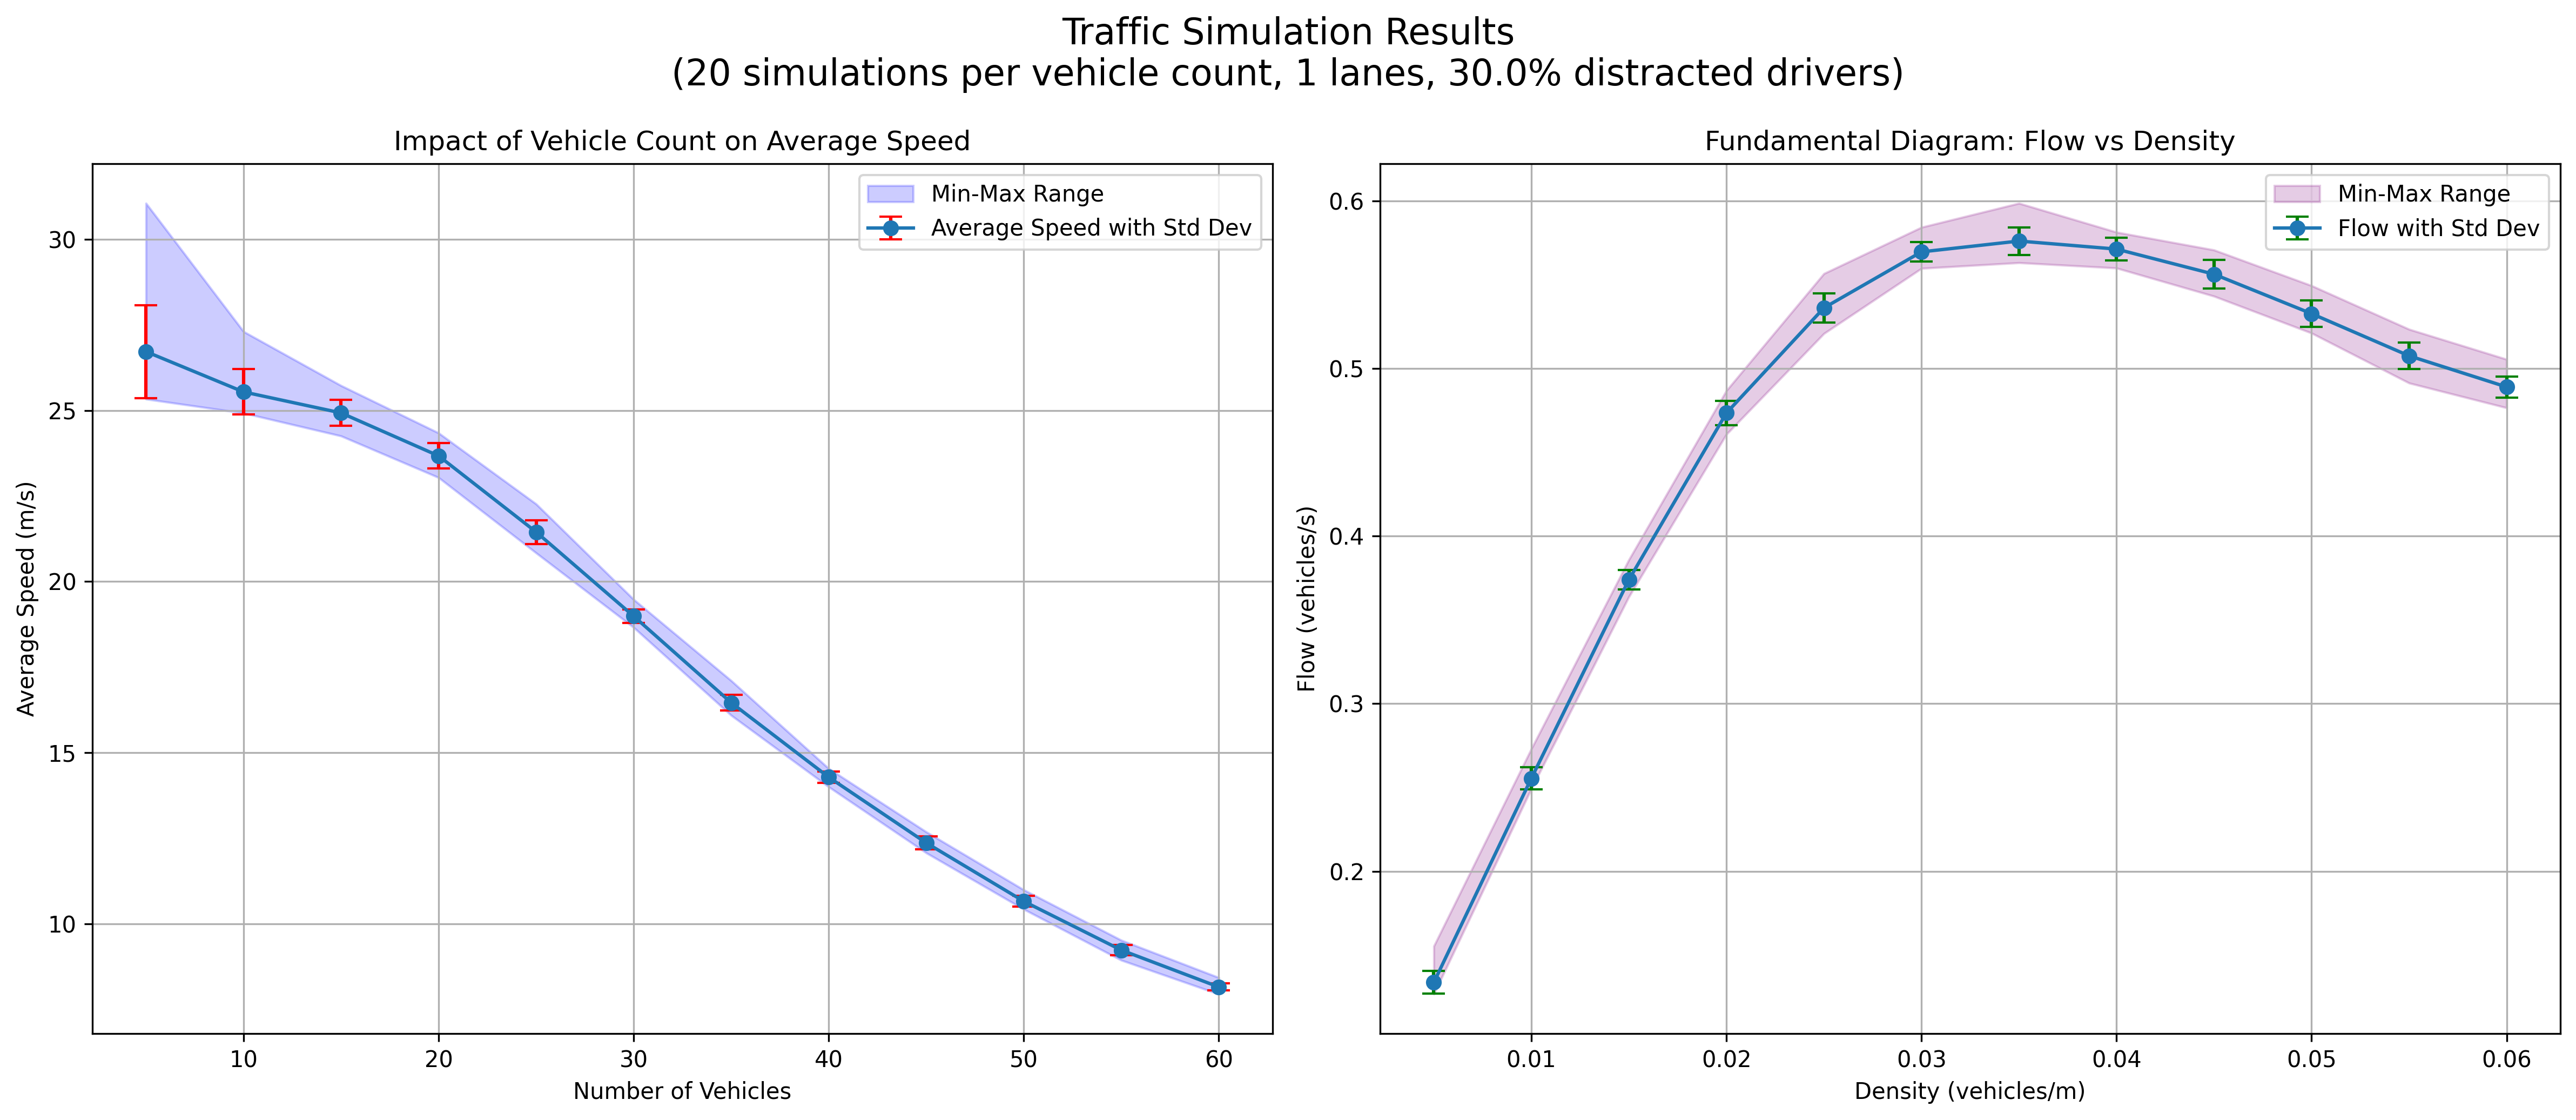 Traffic Simulation Results
(20 simulations per vehicle count, 1 lanes, 30.0% distracted drivers)
Impact of Vehicle Count on Average Speed
Min-Max Range
Average Speed with Std Dev
30
25
20
15
10
Average Speed (m/s)
10 20 30 40 50 60
Number of Vehicles
Fundamental Diagram: Flow vs Density
Min-Max Range
Flow with Std Dev
0.6
0.5
0.4
0.3
0.2
Flow (vehicles/s)
0.01 0.02 0.03 0.04 0.05 0.06
Density (vehicles/m)